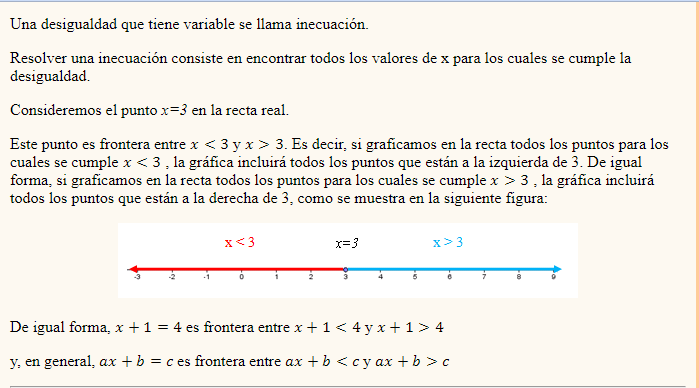 Una desigualdad que tiene variable se llama inecuación.
Resolver una inecuación consiste en encontrar todos los valores de x para los cuales se cumple la
desigualdad.
Consideremos el punto x=3 en la recta real.
Este punto es frontera entre x < 3 y x > 3. Es decir, si graficamos en la recta todos los puntos para los
cuales se cumple x < 3 , la gráfica incluirá todos los puntos que están a la izquierda de 3. De igual
forma, si graficamos en la recta todos los puntos para los cuales se cumple x > 3 , la gráfica incluirá
todos los puntos que están a la derecha de 3, como se muestra en la siguiente figura:
x < 3 x=3 x > 3
-3 -2 -1 0 1 2 3 4 5 6 7 8 9
De igual forma, x + 1 = 4 es frontera entre x + 1 < 4 y x + 1 > 4
y, en general, ax + b = c es frontera entre ax + b < c y ax + b > c